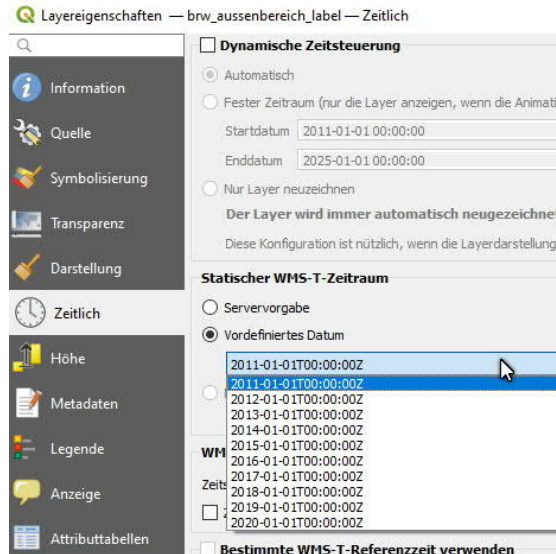 Layereigenschaften — brw_aussenbereich_label — Zeitlich
Information
Quelle
Symbolisierung
Transparenz
Darstellung
Zeitlich
Höhe
Metadaten
Legende
Anzeige
Attributtabellen
Dynamische Zeitsteuerung
Automatisch
Fester Zeitraum (nur die Layer anzeigen, wenn die Animati
Startdatum 2011-01-01 00:00:00
Enddatum 2025-01-01 00:00:00
Nur Layer neuzeichnen
Der Layer wird immer automatisch neugezeichne
Diese Konfiguration ist nützlich, wenn die Layerdarstellung
Statischer WMS-T-Zeitraum
Servervorgabe
Vordefiniertes Datum
2011-01-01T00:00:00Z
2011-01-01T00:00:00Z
2012-01-01T00:00:00Z
2013-01-01T00:00:00Z
2014-01-01T00:00:00Z
2015-01-01T00:00:00Z
2016-01-01T00:00:00Z
2017-01-01T00:00:00Z
2018-01-01T00:00:00Z
2019-01-01T00:00:00Z
2020-01-01T00:00:00Z
WM
Zeits
Bestimmte WMS-T-Referenzzeit verwenden